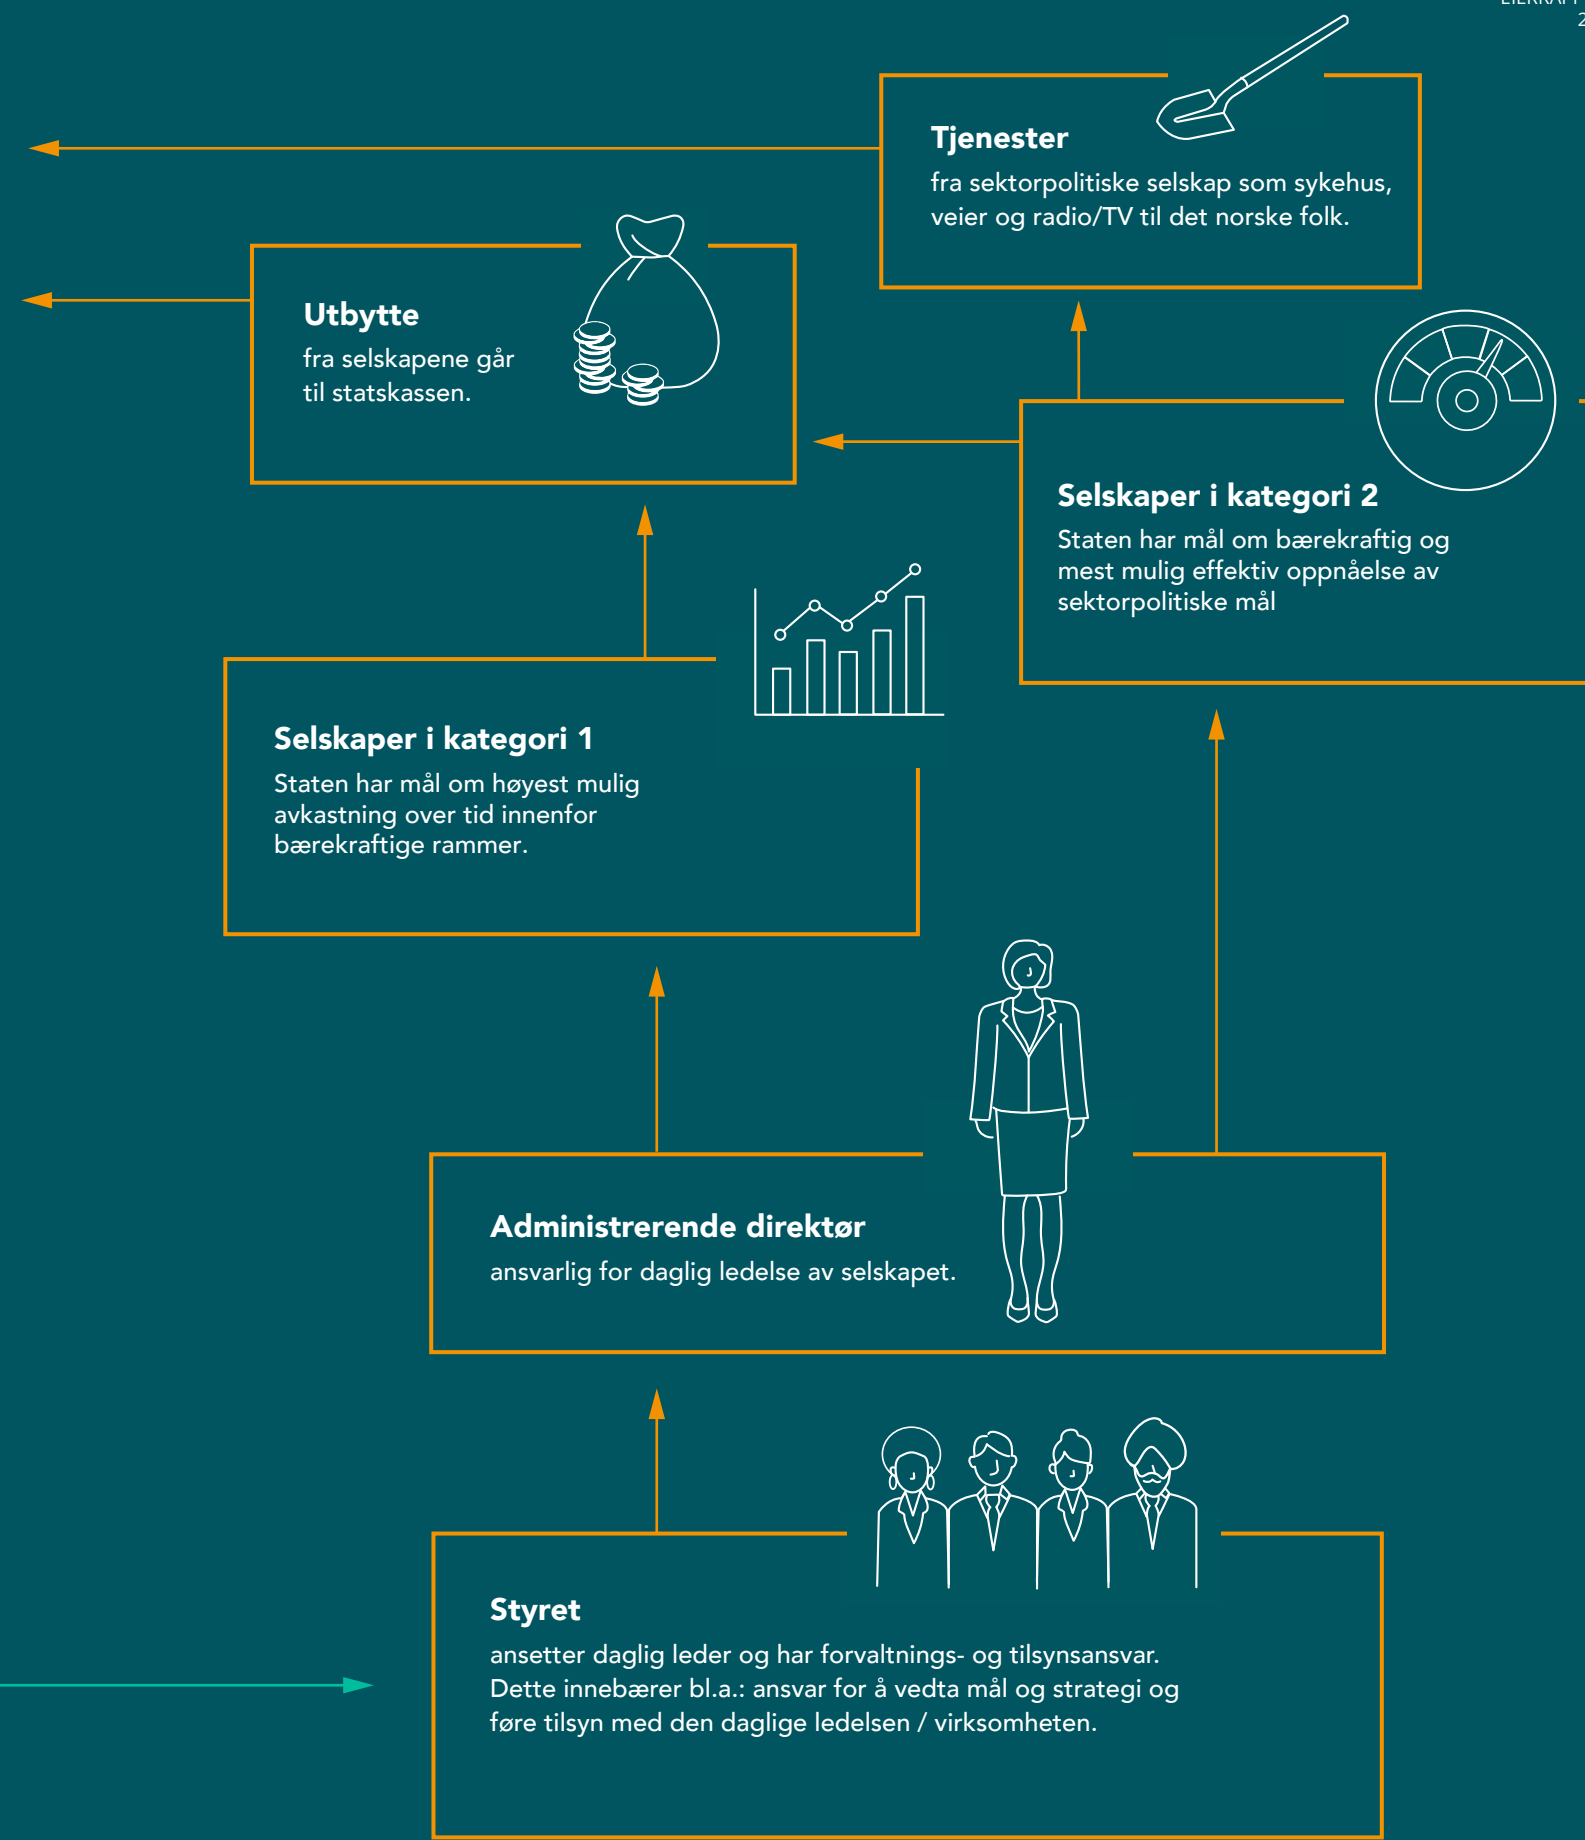 Tjenester
fra sektorpolitiske selskap som sykehus,
veier og radio/TV til det norske folk.
Utbytte
fra selskapene går
til statskassen.
Selskaper i kategori 2
Staten har mål om bærekraftig og
mest mulig effektiv oppnåelse av
sektorpolitiske mål
Selskaper i kategori 1
Staten har mål om høyest mulig
avkastning over tid innenfor
bærekraftige rammer.
Administrerende direktør
ansvarlig for daglig ledelse av selskapet.
Styret
ansetter daglig leder og har forvaltnings- og tilsynsansvar.
Dette innebærer bl.a.: ansvar for å vedta mål og strategi og
føre tilsyn med den daglige ledelsen / virksomheten.